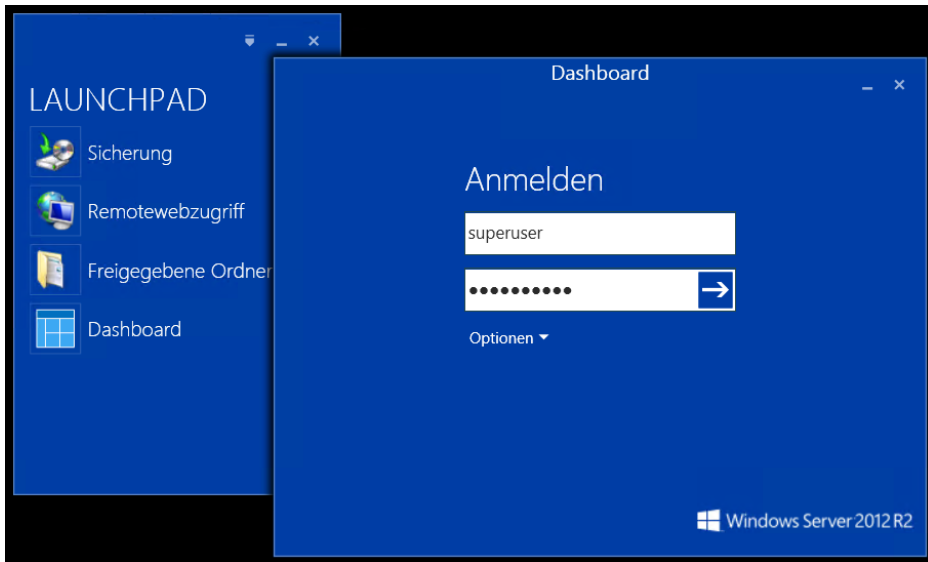 LAUNCHPAD
Sicherung
Remotewebzugriff
Freigegebene Ordner
Dashboard
Dashboard
Anmelden
superuser
••••••••••
Optionen
Windows Server 2012 R2